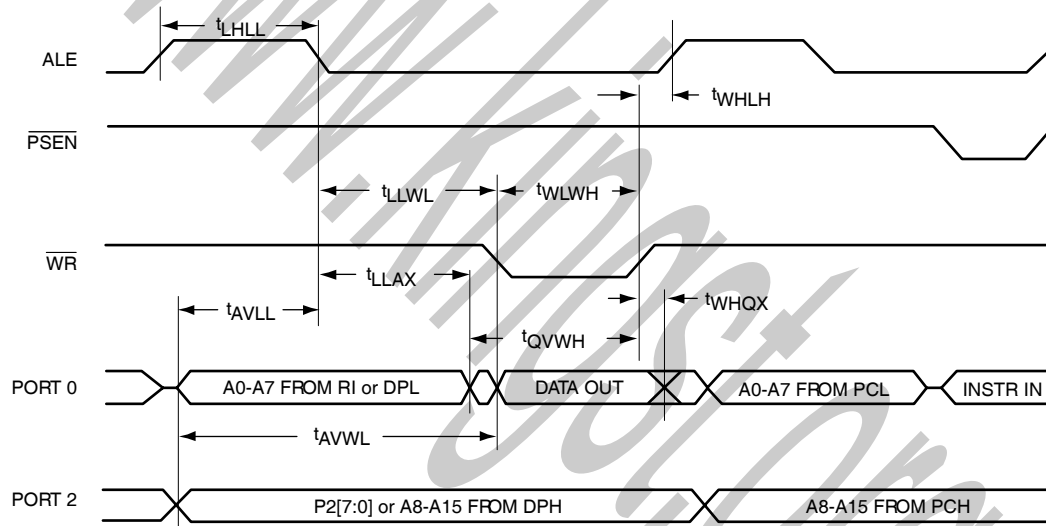 tLHLL
ALE
tWHLH
PSEN
tLLWL
tWLWH
WR
tLLAX
tWHQX
tAVLL
tQVWH
PORT 0
A0-A7 FROM RI or DPL
DATA OUT
A0-A7 FROM PCL
INSTR IN
tAVWL
PORT 2
P2[7:0] or A8-A15 FROM DPH
A8-A15 FROM PCH